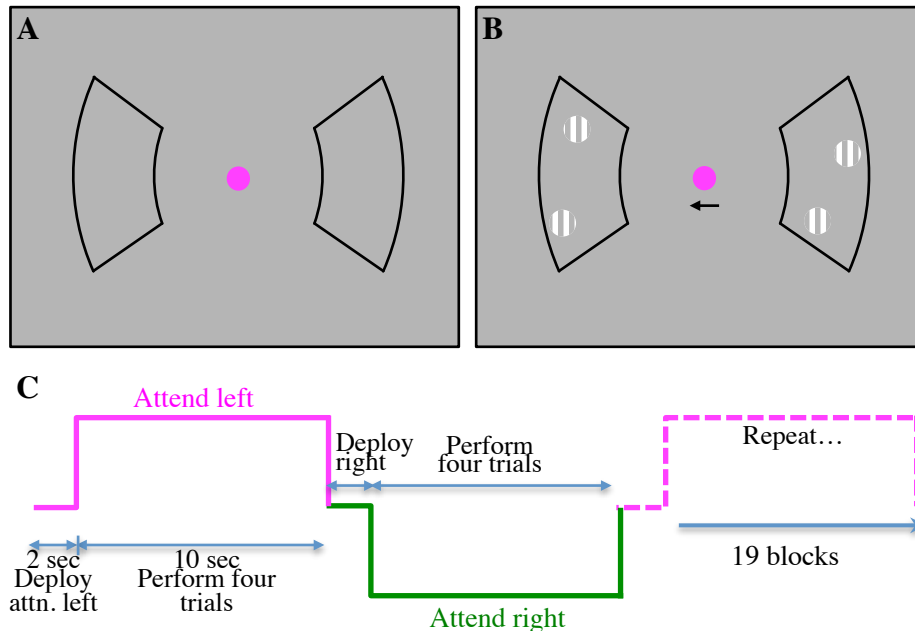 A
B
C
Attend left
Deploy
right
Perform
four trials
Repeat…
2 sec
Deploy
attn. left
10 sec
Perform four
trials
19 blocks
Attend right